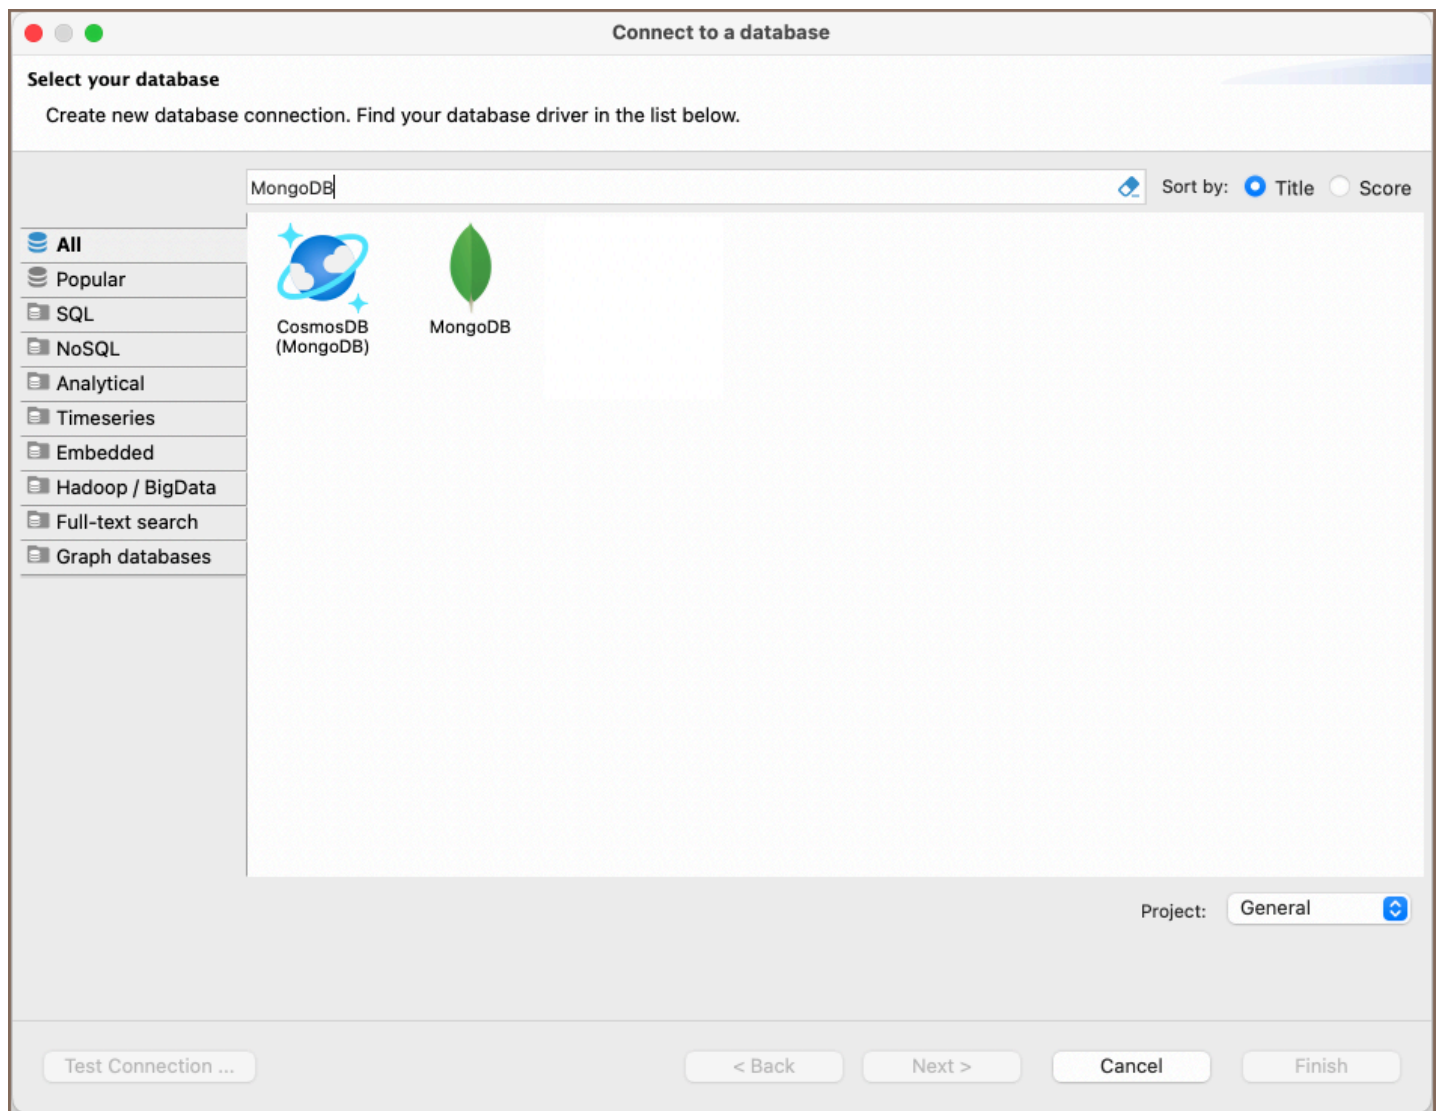 Connect to a database
Select your database
Create new database connection. Find your database driver in the list below.
MongoDB
Sort by: Title Score
All
Popular
SQL
NoSQL
Analytical
Timeseries
Embedded
Hadoop / BigData
Full-text search
Graph databases
CosmosDB
(MongoDB)
MongoDB
Project: General
Test Connection ...
< Back
Next >
Cancel
Finish